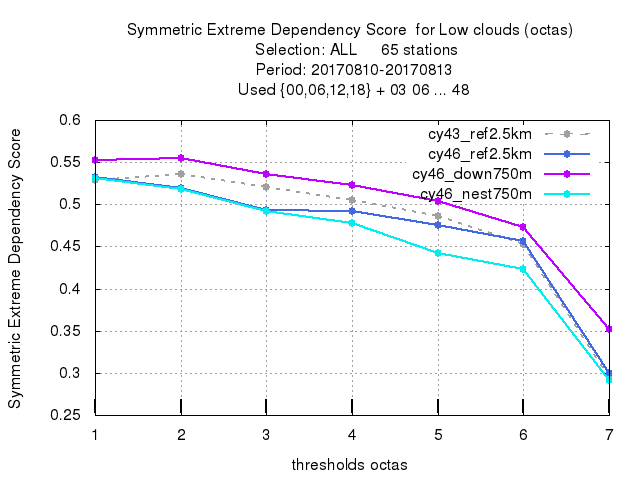 Symmetric Extreme Dependency Score  for Low clouds (octas)
Selection: ALL     65 stations
Period: 20170810-20170813
Used {00,06,12,18} + 03 06 ... 48
Symmetric Extreme Dependency Score
0.6
0.55
0.5
0.45
0.4
0.35
0.3
0.25
cy43_ref2.5km
cy46_ref2.5km
cy46_down750m
cy46_nest750m
1 2 3 4 5 6 7
thresholds octas